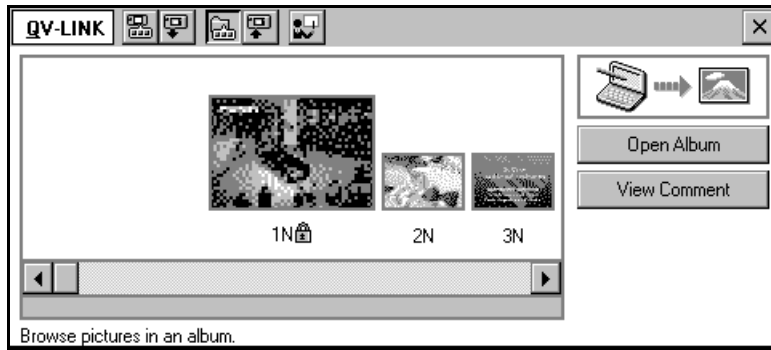 QV-LINK
Open Album
View Comment
1N
2N
3N
Browse pictures in an album.